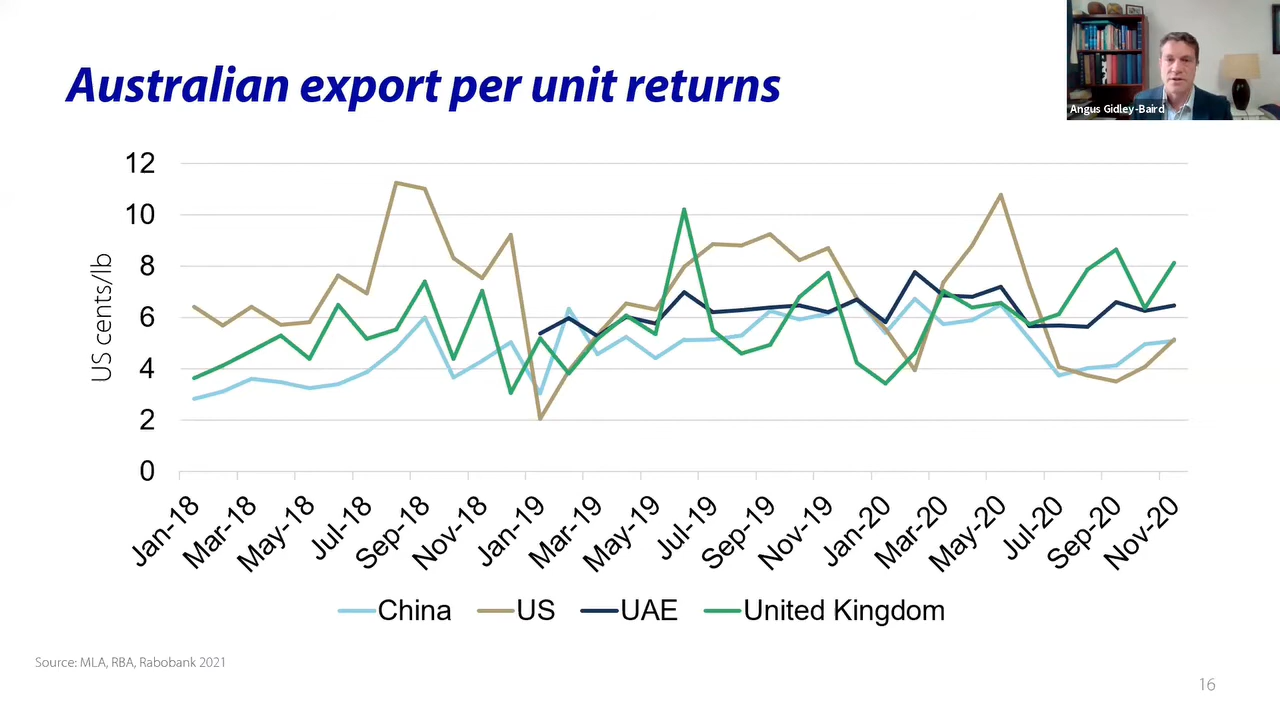 Australian export per unit returns
Angus Gidley-Baird
US cents/lb
12
10
8
6
4
2
0
Jan-18
Mar-18
May-18
Jul-18
Sep-18
Nov-18
Jan-19
Mar-19
May-19
Jul-19
Sep-19
Nov-19
Jan-20
Mar-20
May-20
Jul-20
Sep-20
Nov-20
China US UAE United Kingdom
Source: MLA, RBA, Rabobank 2021
16